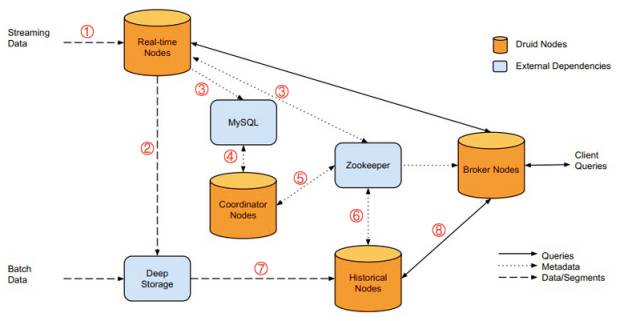 Streaming
Data
①
Real-time
Nodes
Druid Nodes
External Dependencies
③
③
MySQL
②
④
Zookeeper
Broker Nodes
Client
Queries
⑤
Coordinator
Nodes
⑥
⑧
Batch
Data
Deep
Storage
⑦
Historical
Nodes
Queries
Metadata
Data/Segments